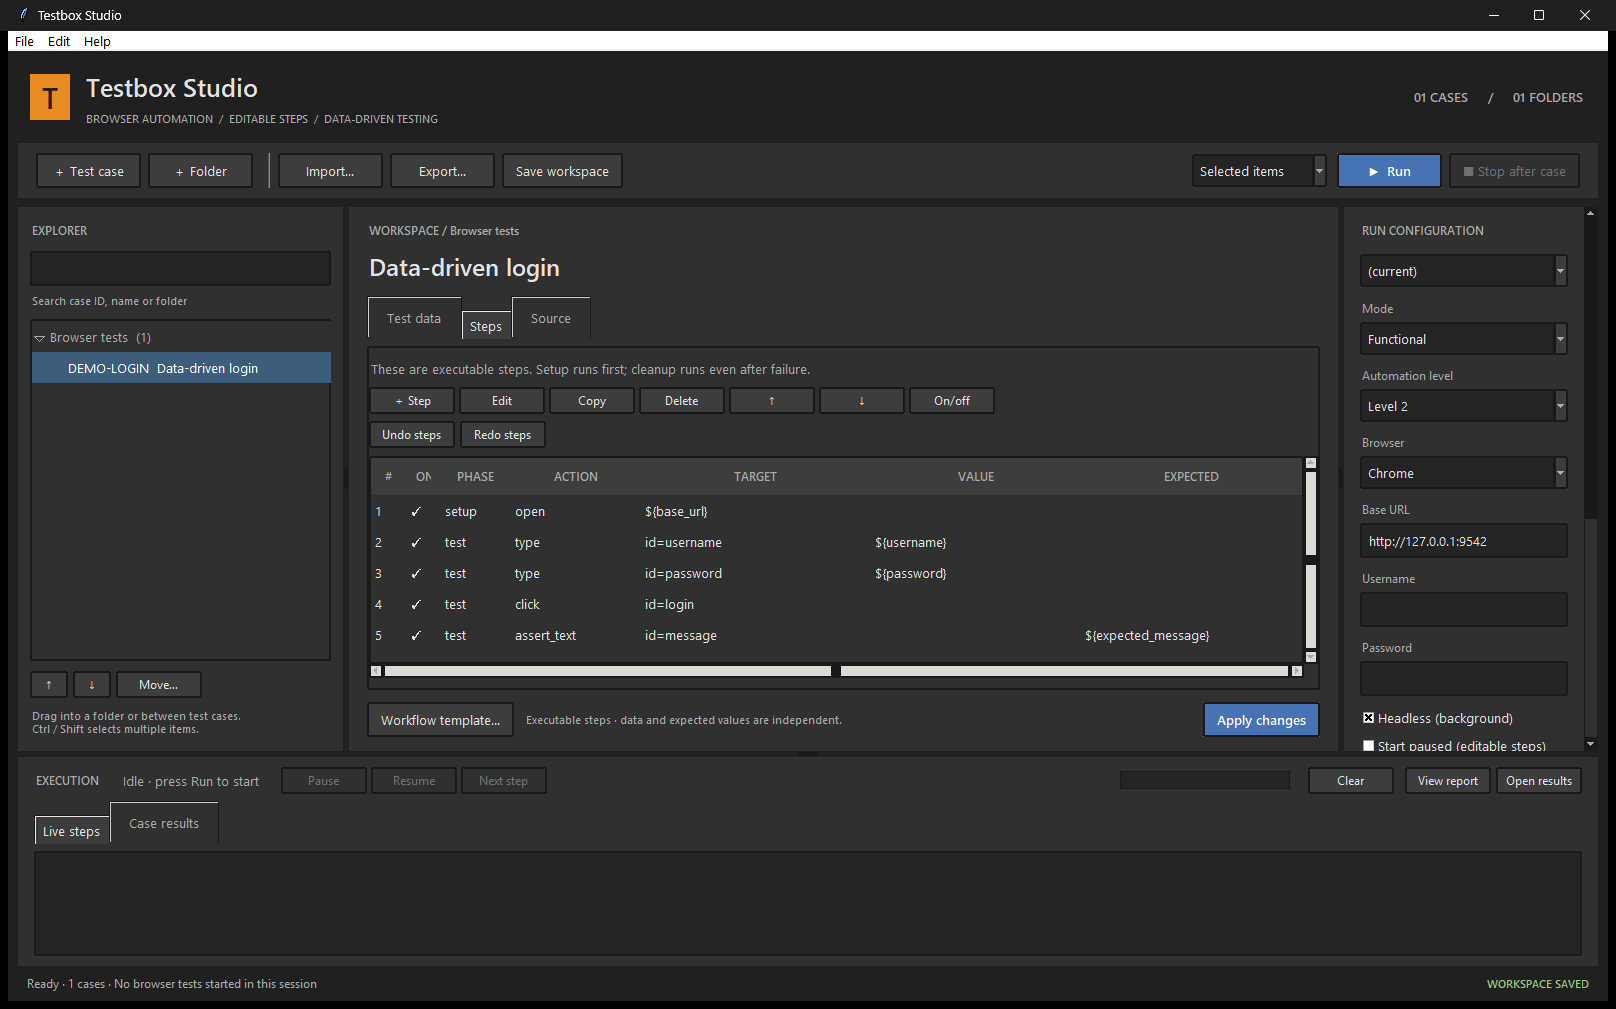 Testbox Studio
File Edit Help
T
Testbox Studio
BROWSER AUTOMATION / EDITABLE STEPS / DATA-DRIVEN TESTING
01 CASES / 01 FOLDERS
+ Test case
+ Folder
Import...
Export...
Save workspace
Selected items
▶ Run
■ Stop after case
EXPLORER
Search case ID, name or folder
Browser tests (1)
DEMO-LOGIN Data-driven login
↑ ↓ Move...
Drag into a folder or between test cases.
Ctrl / Shift selects multiple items.
WORKSPACE / Browser tests
Data-driven login
Test data Steps Source
These are executable steps. Setup runs first; cleanup runs even after failure.
+ Step Edit Copy Delete ↑ ↓ On/off
Undo steps Redo steps
# ON PHASE ACTION TARGET VALUE EXPECTED
1 ✓ setup open ${base_url}
2 ✓ test type id=username ${username}
3 ✓ test type id=password ${password}
4 ✓ test click id=login
5 ✓ test assert_text id=message ${expected_message}
Workflow template...
Executable steps · data and expected values are independent.
Apply changes
RUN CONFIGURATION
(current)
Mode
Functional
Automation level
Level 2
Browser
Chrome
Base URL
http://127.0.0.1:9542
Username
Password
Headless (background)
Start paused (editable steps)
EXECUTION Idle · press Run to start Pause Resume Next step
Clear View report Open results
Live steps Case results
Ready · 1 cases · No browser tests started in this session
WORKSPACE SAVED